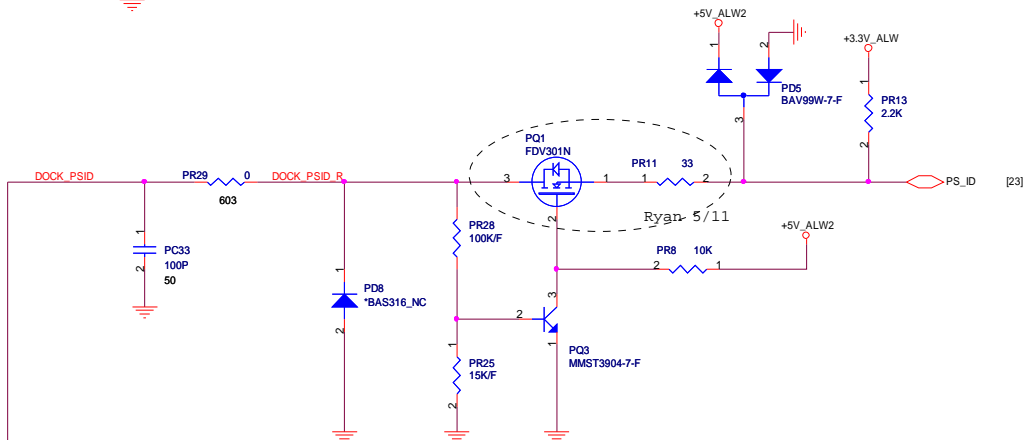 +5V_ALW2
1
2
+3.3V_ALW
PD5
BAV99W-7-F
3
1
PR13
2.2K
2
PQ1
FDV301N
DOCK_PSID
PR29 0
603
DOCK_PSID_R
3
1
2
PR11 33
1
2
PS_ID
[23]
Ryan 5/11
1
PC33
100P
50
2
PR28
100K/F
+5V_ALW2
PR8 10K
2
1
1
PD8
*BAS316_NC
2
3
2
1
PQ3
MMST3904-7-F
1
PR25
15K/F
2